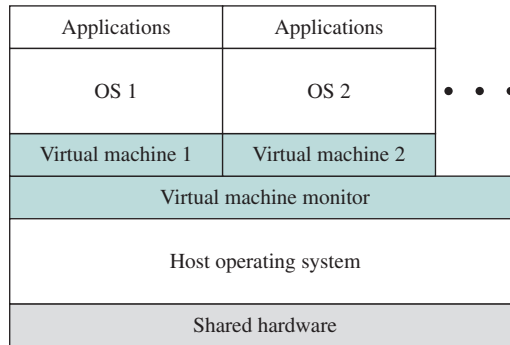 Applications
Applications
OS 1
OS 2
Virtual machine 1
Virtual machine 2
Virtual machine monitor
Host operating system
Shared hardware